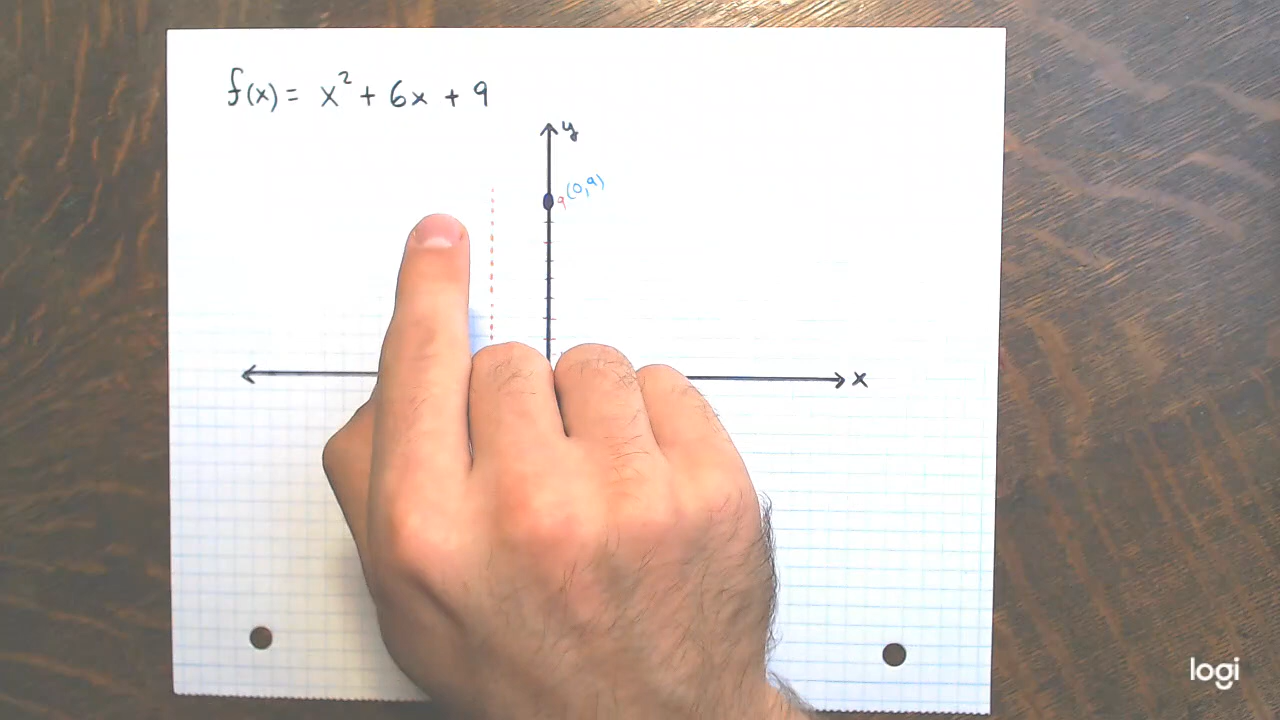 f(x) = x² + 6x + 9
y
9 (0,9)
x
logi